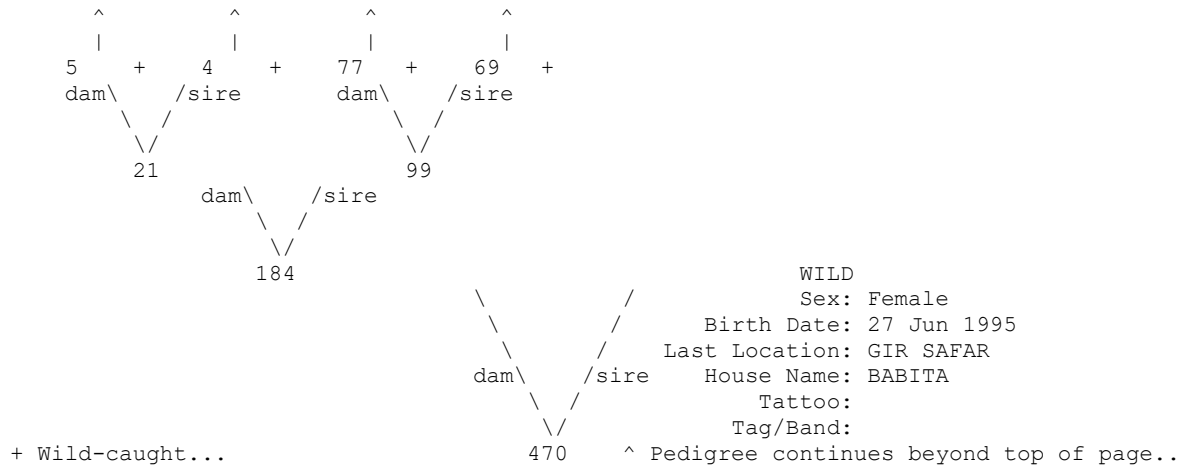 ^ ^ ^ ^
| | | |
5 + 4 + 77 + 69 +
dam\ /sire dam\ /sire
\ / \ /
\/ \/
21 99
dam\ /sire
\ /
\/
184 WILD
\ / Sex: Female
\ / Birth Date: 27 Jun 1995
\ / Last Location: GIR SAFAR
dam\ /sire House Name: BABITA
\ / Tattoo:
\/ Tag/Band:
+ Wild-caught... 470 ^ Pedigree continues beyond top of page..